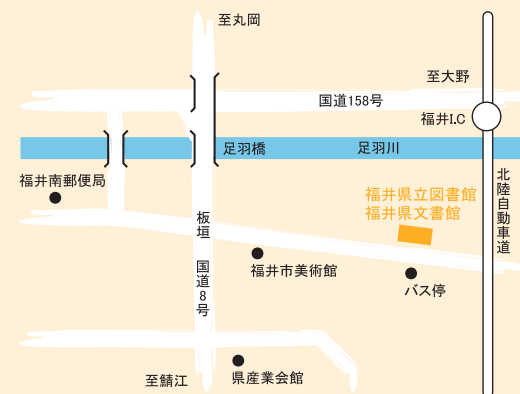 至丸岡
至大野
国道158号
福井I.C
足羽橋
足羽川
福井南郵便局
北陸自動車道
福井県立図書館
福井県文書館
板垣
国道8号
福井市美術館
バス停
至鯖江
県産業会館